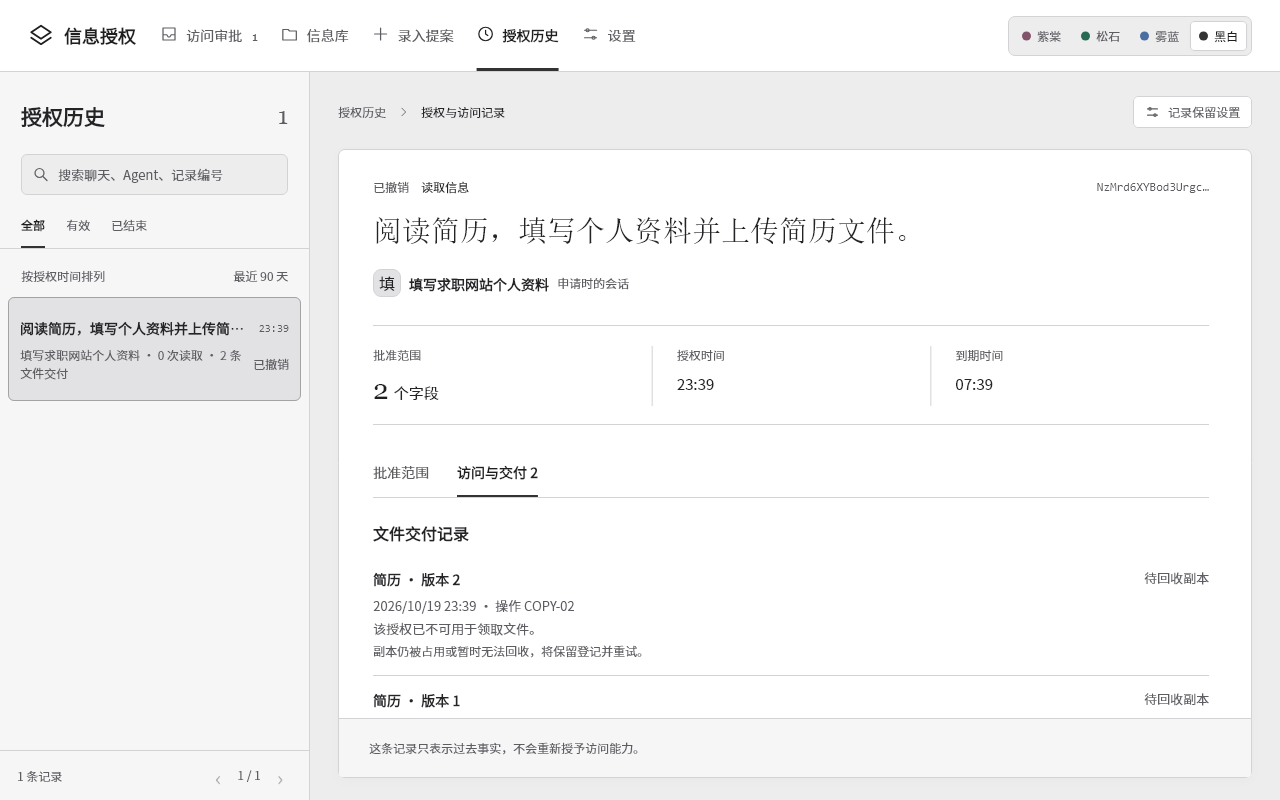 信息授权
访问审批 1
信息库
录入提案
授权历史
设置
紫棠
松石
雾蓝
黑白
授权历史
1
搜索聊天、Agent、记录编号
全部
有效
已结束
按授权时间排列
最近 90 天
阅读简历，填写个人资料并上传简…
23:39
填写求职网站个人资料 · 0 次读取 · 2 条
文件交付
已撤销
1 条记录
‹ 1 / 1 ›
授权历史 > 授权与访问记录
记录保留设置
已撤销 读取信息
NzMrd6XYBod3Urgc…
阅读简历，填写个人资料并上传简历文件。
填 填写求职网站个人资料 申请时的会话
批准范围
2 个字段
授权时间
23:39
到期时间
07:39
批准范围
访问与交付 2
文件交付记录
简历 · 版本 2
待回收副本
2026/10/19 23:39 · 操作 COPY-02
该授权已不可用于领取文件。
副本仍被占用或暂时无法回收，将保留登记并重试。
简历 · 版本 1
待回收副本
这条记录只表示过去事实，不会重新授予访问能力。